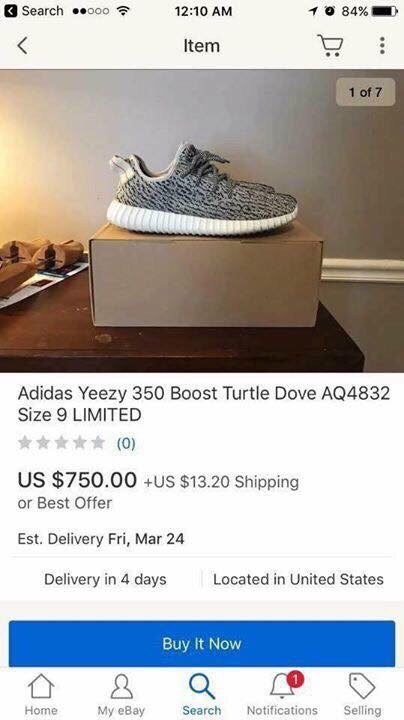 Search 12:10 AM 84%
Item
1 of 7
Adidas Yeezy 350 Boost Turtle Dove AQ4832
Size 9 LIMITED
(0)
US $750.00 +US $13.20 Shipping
or Best Offer
Est. Delivery Fri, Mar 24
Delivery in 4 days Located in United States
Buy It Now
1
Home My eBay Search Notifications Selling